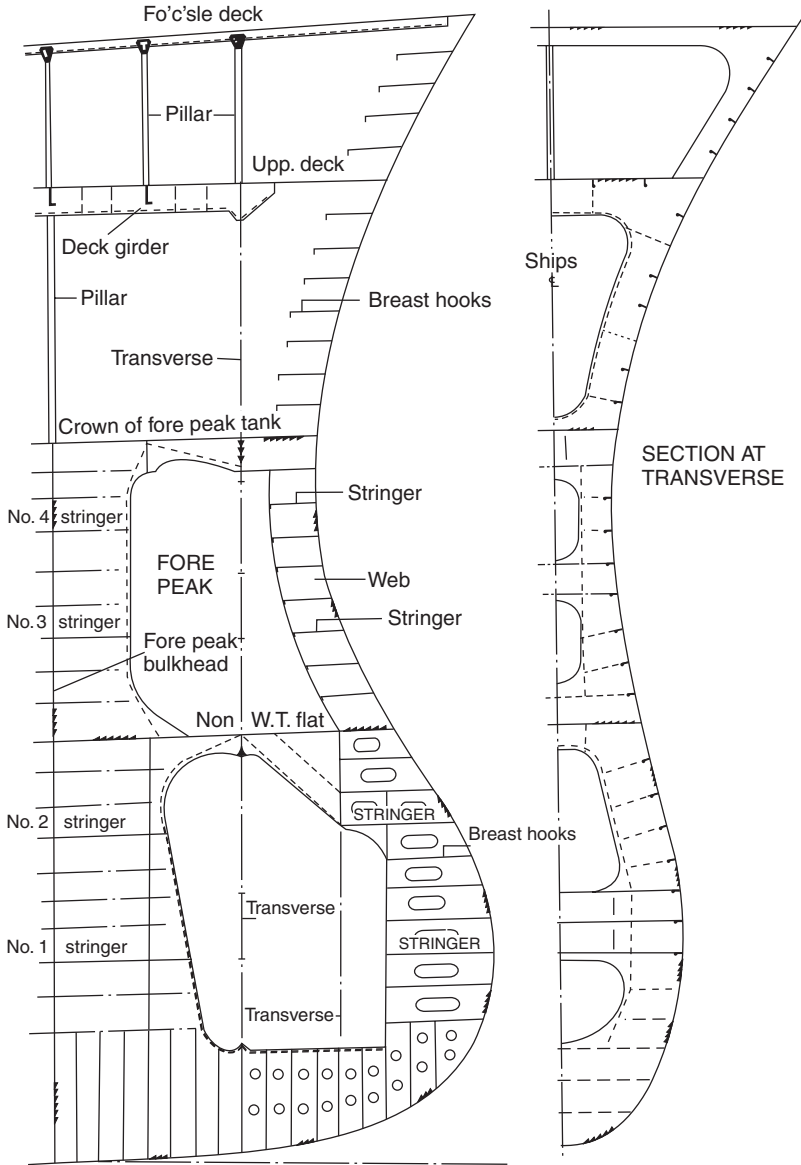 Fo'c'sle deck
Pillar
Upp. deck
Deck girder
Ships
℄
Pillar
Breast hooks
Transverse
Crown of fore peak tank
SECTION AT
TRANSVERSE
Stringer
No. 4 stringer
FORE
PEAK
Web
Stringer
No. 3 stringer
Fore peak
bulkhead
Non W.T. flat
STRINGER
No. 2 stringer
Breast hooks
Transverse
No. 1 stringer
STRINGER
Transverse